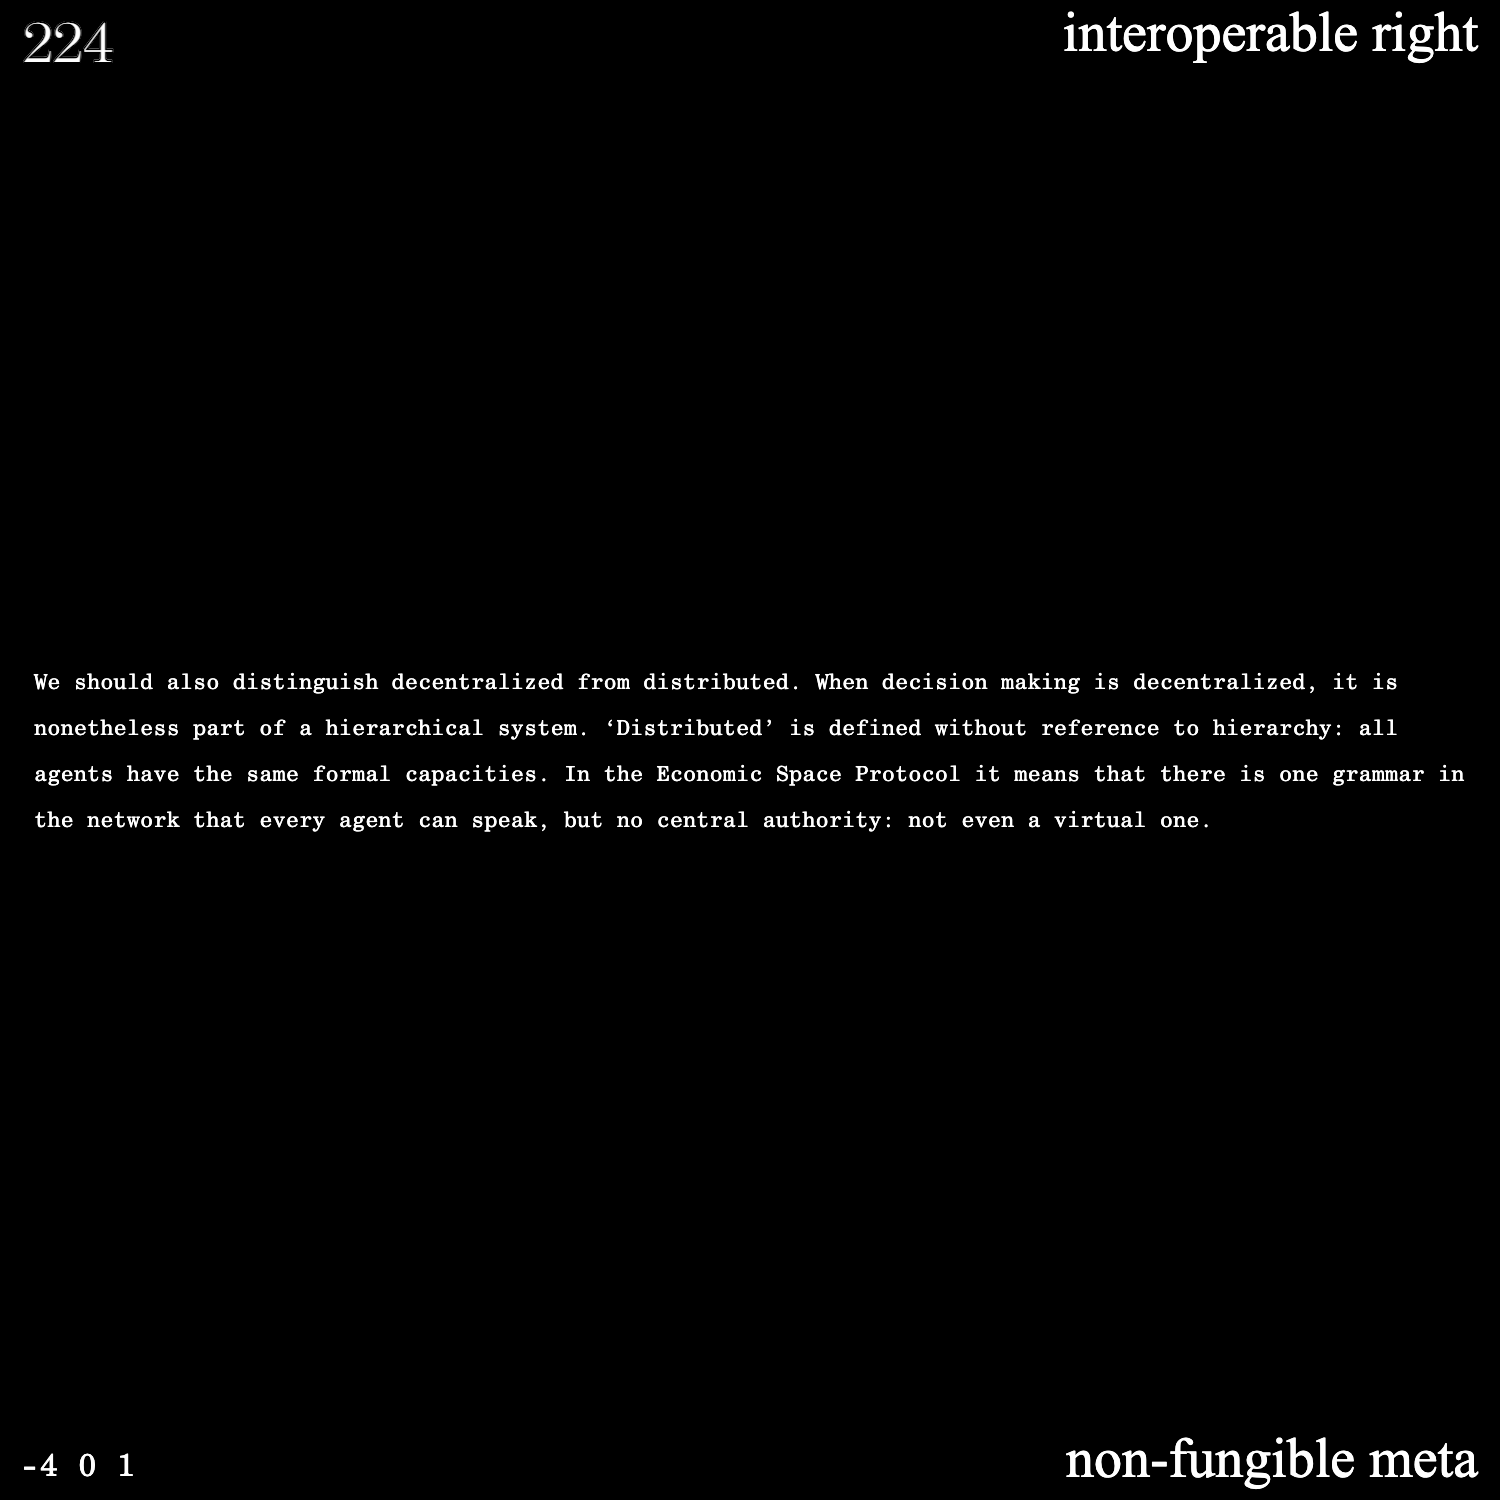 224
interoperable right
We should also distinguish decentralized from distributed. When decision making is decentralized, it is
nonetheless part of a hierarchical system. ‘Distributed’ is defined without reference to hierarchy: all
agents have the same formal capacities. In the Economic Space Protocol it means that there is one grammar in
the network that every agent can speak, but no central authority: not even a virtual one.
-4 0 1
non-fungible meta